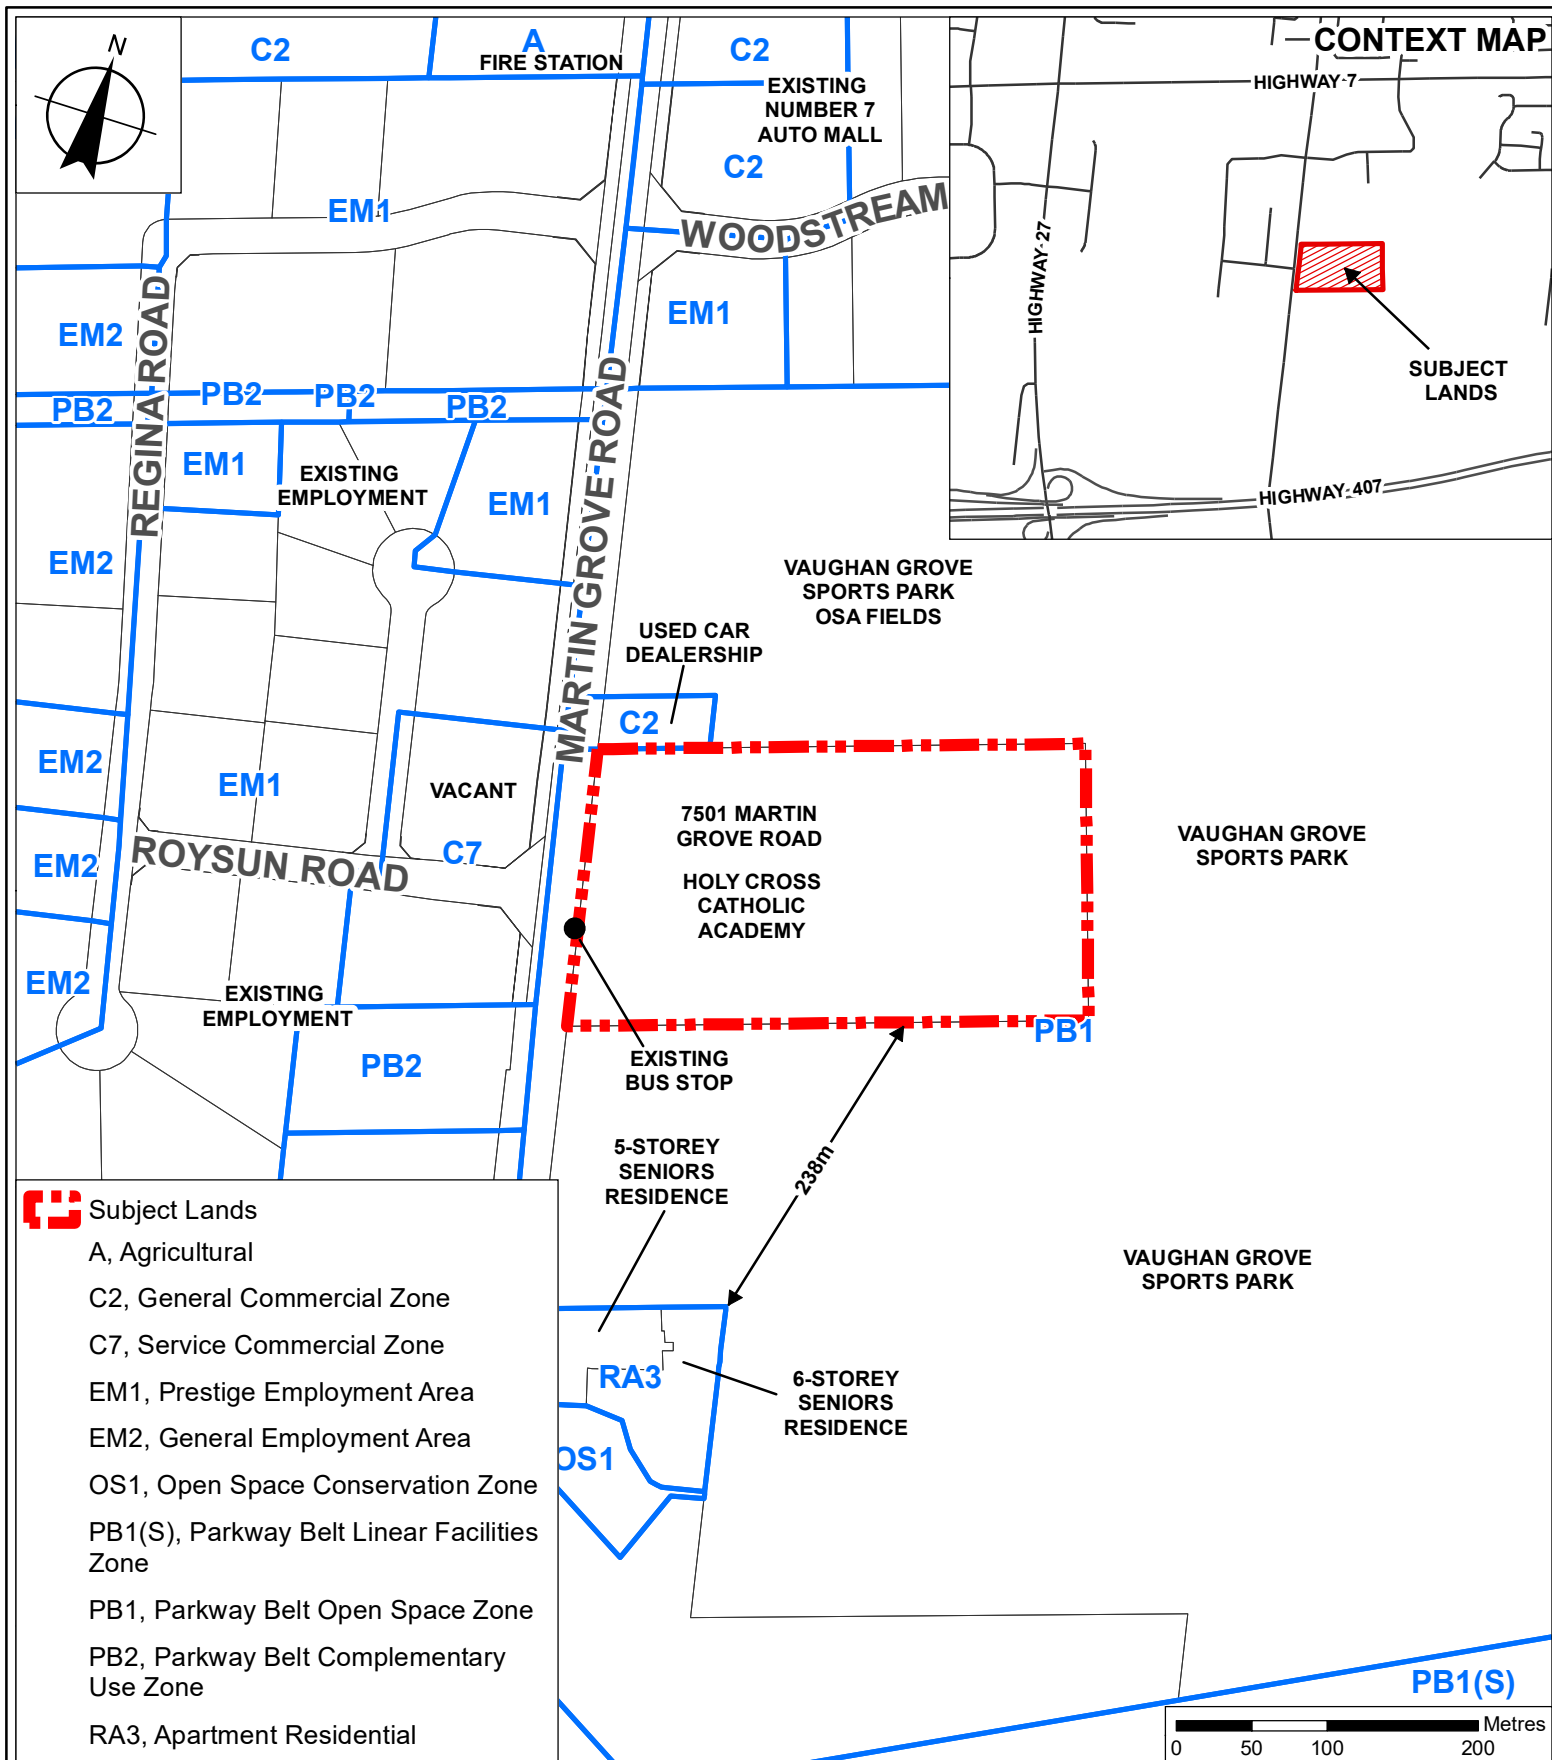 N
C2
A
FIRE STATION
C2
EXISTING
NUMBER 7
AUTO MALL
C2
CONTEXT MAP
HIGHWAY 7
HIGHWAY 27
SUBJECT
LANDS
HIGHWAY 407
EM1
WOODSTREAM
EM2
REGINA ROAD
EM1
PB2
PB2
PB2
PB2
MARTIN GROVE ROAD
EM1
EXISTING
EMPLOYMENT
EM1
EM2
VAUGHAN GROVE
SPORTS PARK
OSA FIELDS
USED CAR
DEALERSHIP
C2
EM2
EM1
VACANT
7501 MARTIN
GROVE ROAD
VAUGHAN GROVE
SPORTS PARK
EM2
ROYSUN ROAD
C7
HOLY CROSS
CATHOLIC
ACADEMY
EM2
EXISTING
EMPLOYMENT
PB1
PB2
EXISTING
BUS STOP
5-STOREY
SENIORS
RESIDENCE
238m
VAUGHAN GROVE
SPORTS PARK
RA3
6-STOREY
SENIORS
RESIDENCE
OS1
PB1(S)
Subject Lands
A, Agricultural
C2, General Commercial Zone
C7, Service Commercial Zone
EM1, Prestige Employment Area
EM2, General Employment Area
OS1, Open Space Conservation Zone
PB1(S), Parkway Belt Linear Facilities
Zone
PB1, Parkway Belt Open Space Zone
PB2, Parkway Belt Complementary
Use Zone
RA3, Apartment Residential
Metres
0 50 100 200